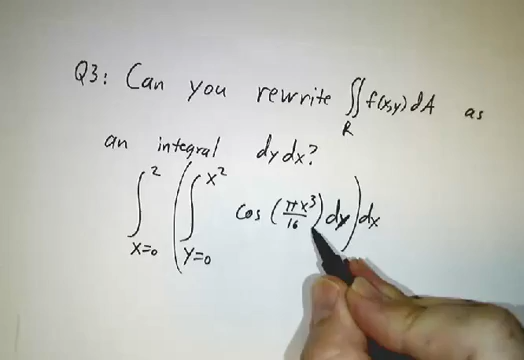 Q3: Can you rewrite ∬_R f(x,y) dA as
an integral dy dx?
∫_{x=0}^{2} ( ∫_{y=0}^{x^2} cos (πx^3/16) dy ) dx